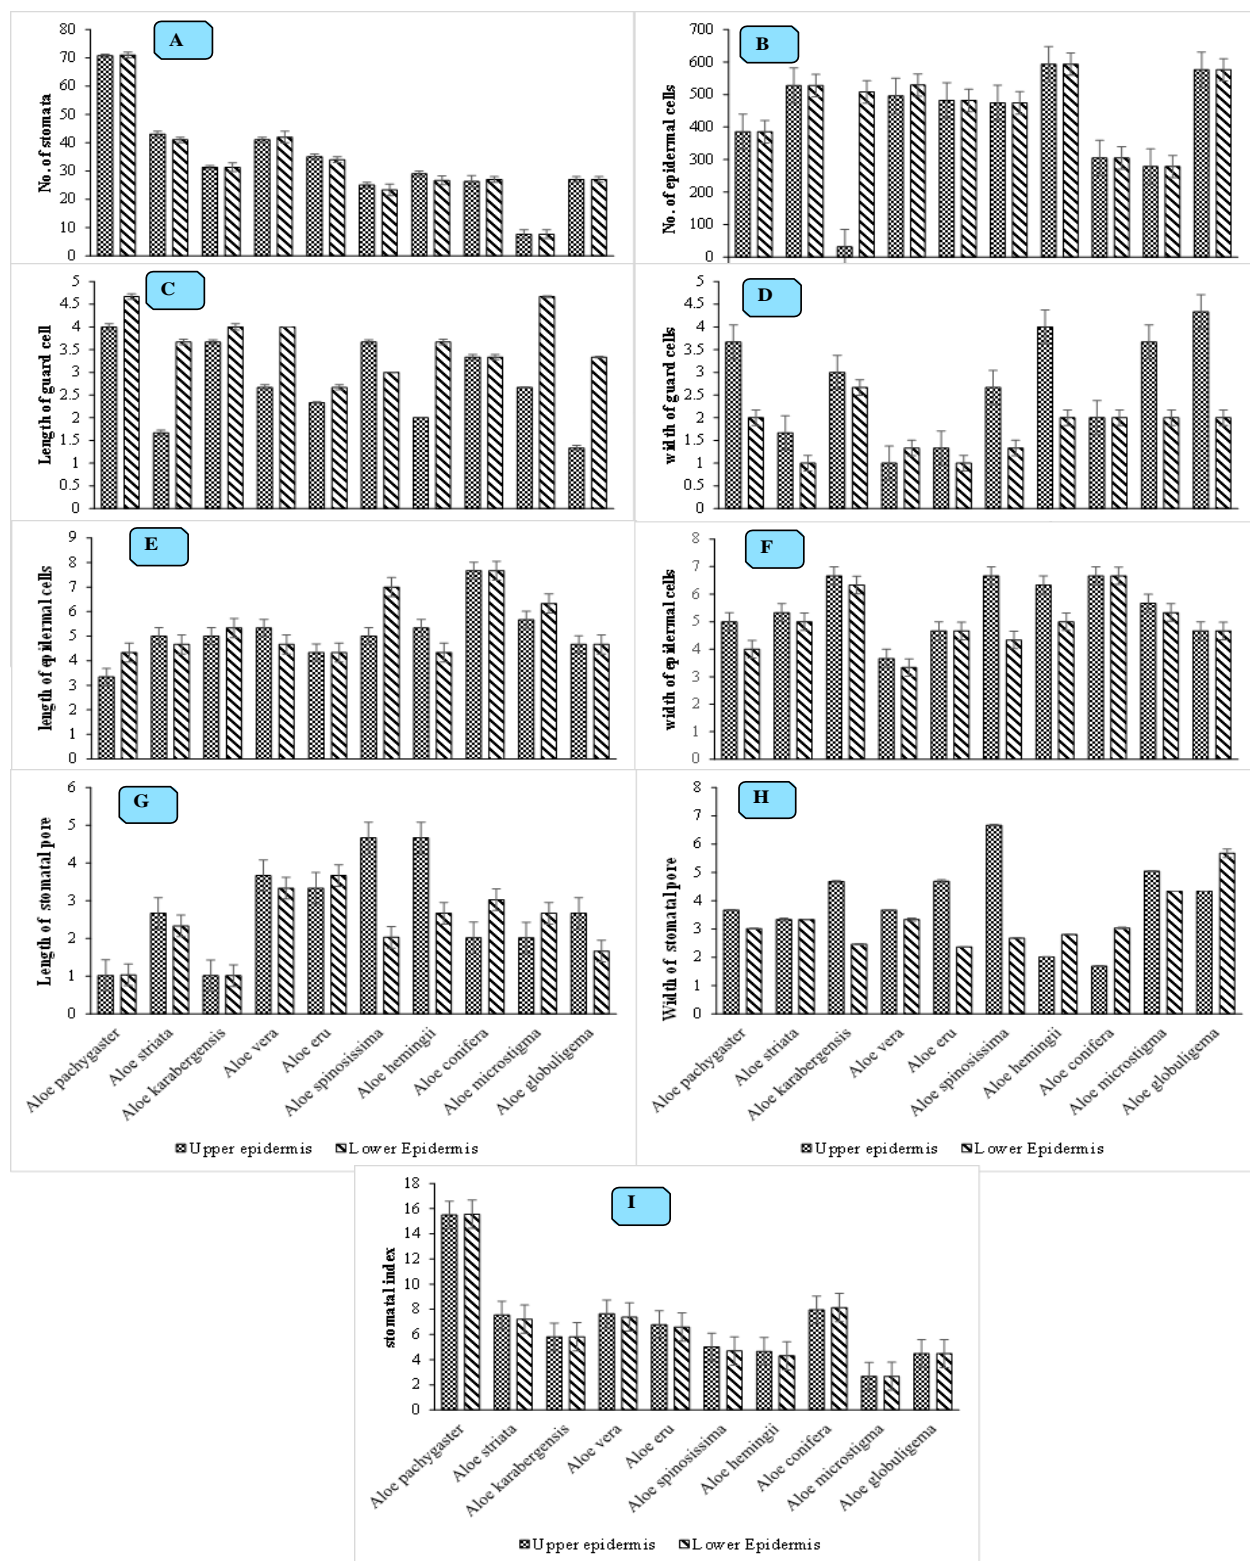 A
No. of stomata
80
70
60
50
40
30
20
10
0
B
No. of epidermal cells
700
600
500
400
300
200
100
0
C
Length of guard cell
5
4.5
4
3.5
3
2.5
2
1.5
1
0.5
0
D
width of guard cells
5
4.5
4
3.5
3
2.5
2
1.5
1
0.5
0
E
length of epidermal cells
9
8
7
6
5
4
3
2
1
0
F
width of epidermal cells
8
7
6
5
4
3
2
1
0
G
Length of stomatal pore
6
5
4
3
2
1
0
Aloe pachygaster
Aloe striata
Aloe karabergensis
Aloe vera
Aloe eru
Aloe spinosissima
Aloe hemingii
Aloe conifera
Aloe microstigma
Aloe globuligema
Upper epidermis Lower Epidermis
H
Width of stomatal pore
8
7
6
5
4
3
2
1
0
Aloe pachygaster
Aloe striata
Aloe karabergensis
Aloe vera
Aloe eru
Aloe spinosissima
Aloe hemingii
Aloe conifera
Aloe microstigma
Aloe globuligema
Upper epidermis Lower Epidermis
I
stomatal index
18
16
14
12
10
8
6
4
2
0
Aloe pachygaster
Aloe striata
Aloe karabergensis
Aloe vera
Aloe eru
Aloe spinosissima
Aloe hemingii
Aloe conifera
Aloe microstigma
Aloe globuligema
Upper epidermis Lower Epidermis